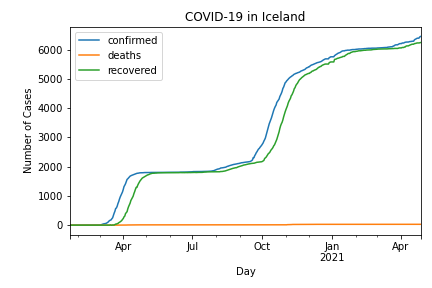 COVID-19 in Iceland
confirmed
deaths
recovered
Number of Cases
6000
5000
4000
3000
2000
1000
0
Apr Jul Oct Jan Apr
2021
Day